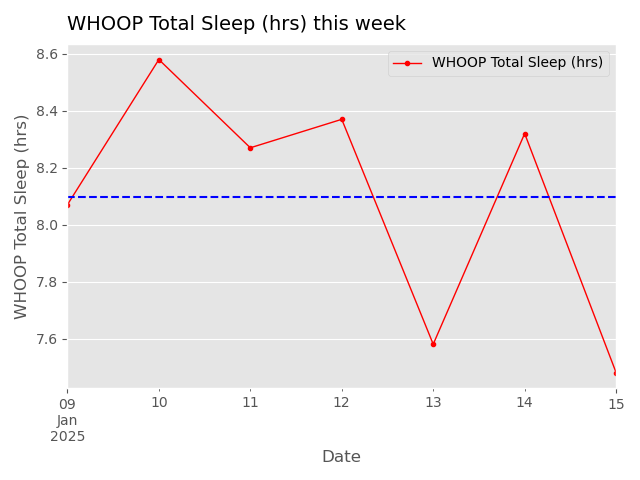 WHOOP Total Sleep (hrs) this week
WHOOP Total Sleep (hrs)
WHOOP Total Sleep (hrs)
8.6
8.4
8.2
8.0
7.8
7.6
09 10 11 12 13 14 15
Jan
2025
Date